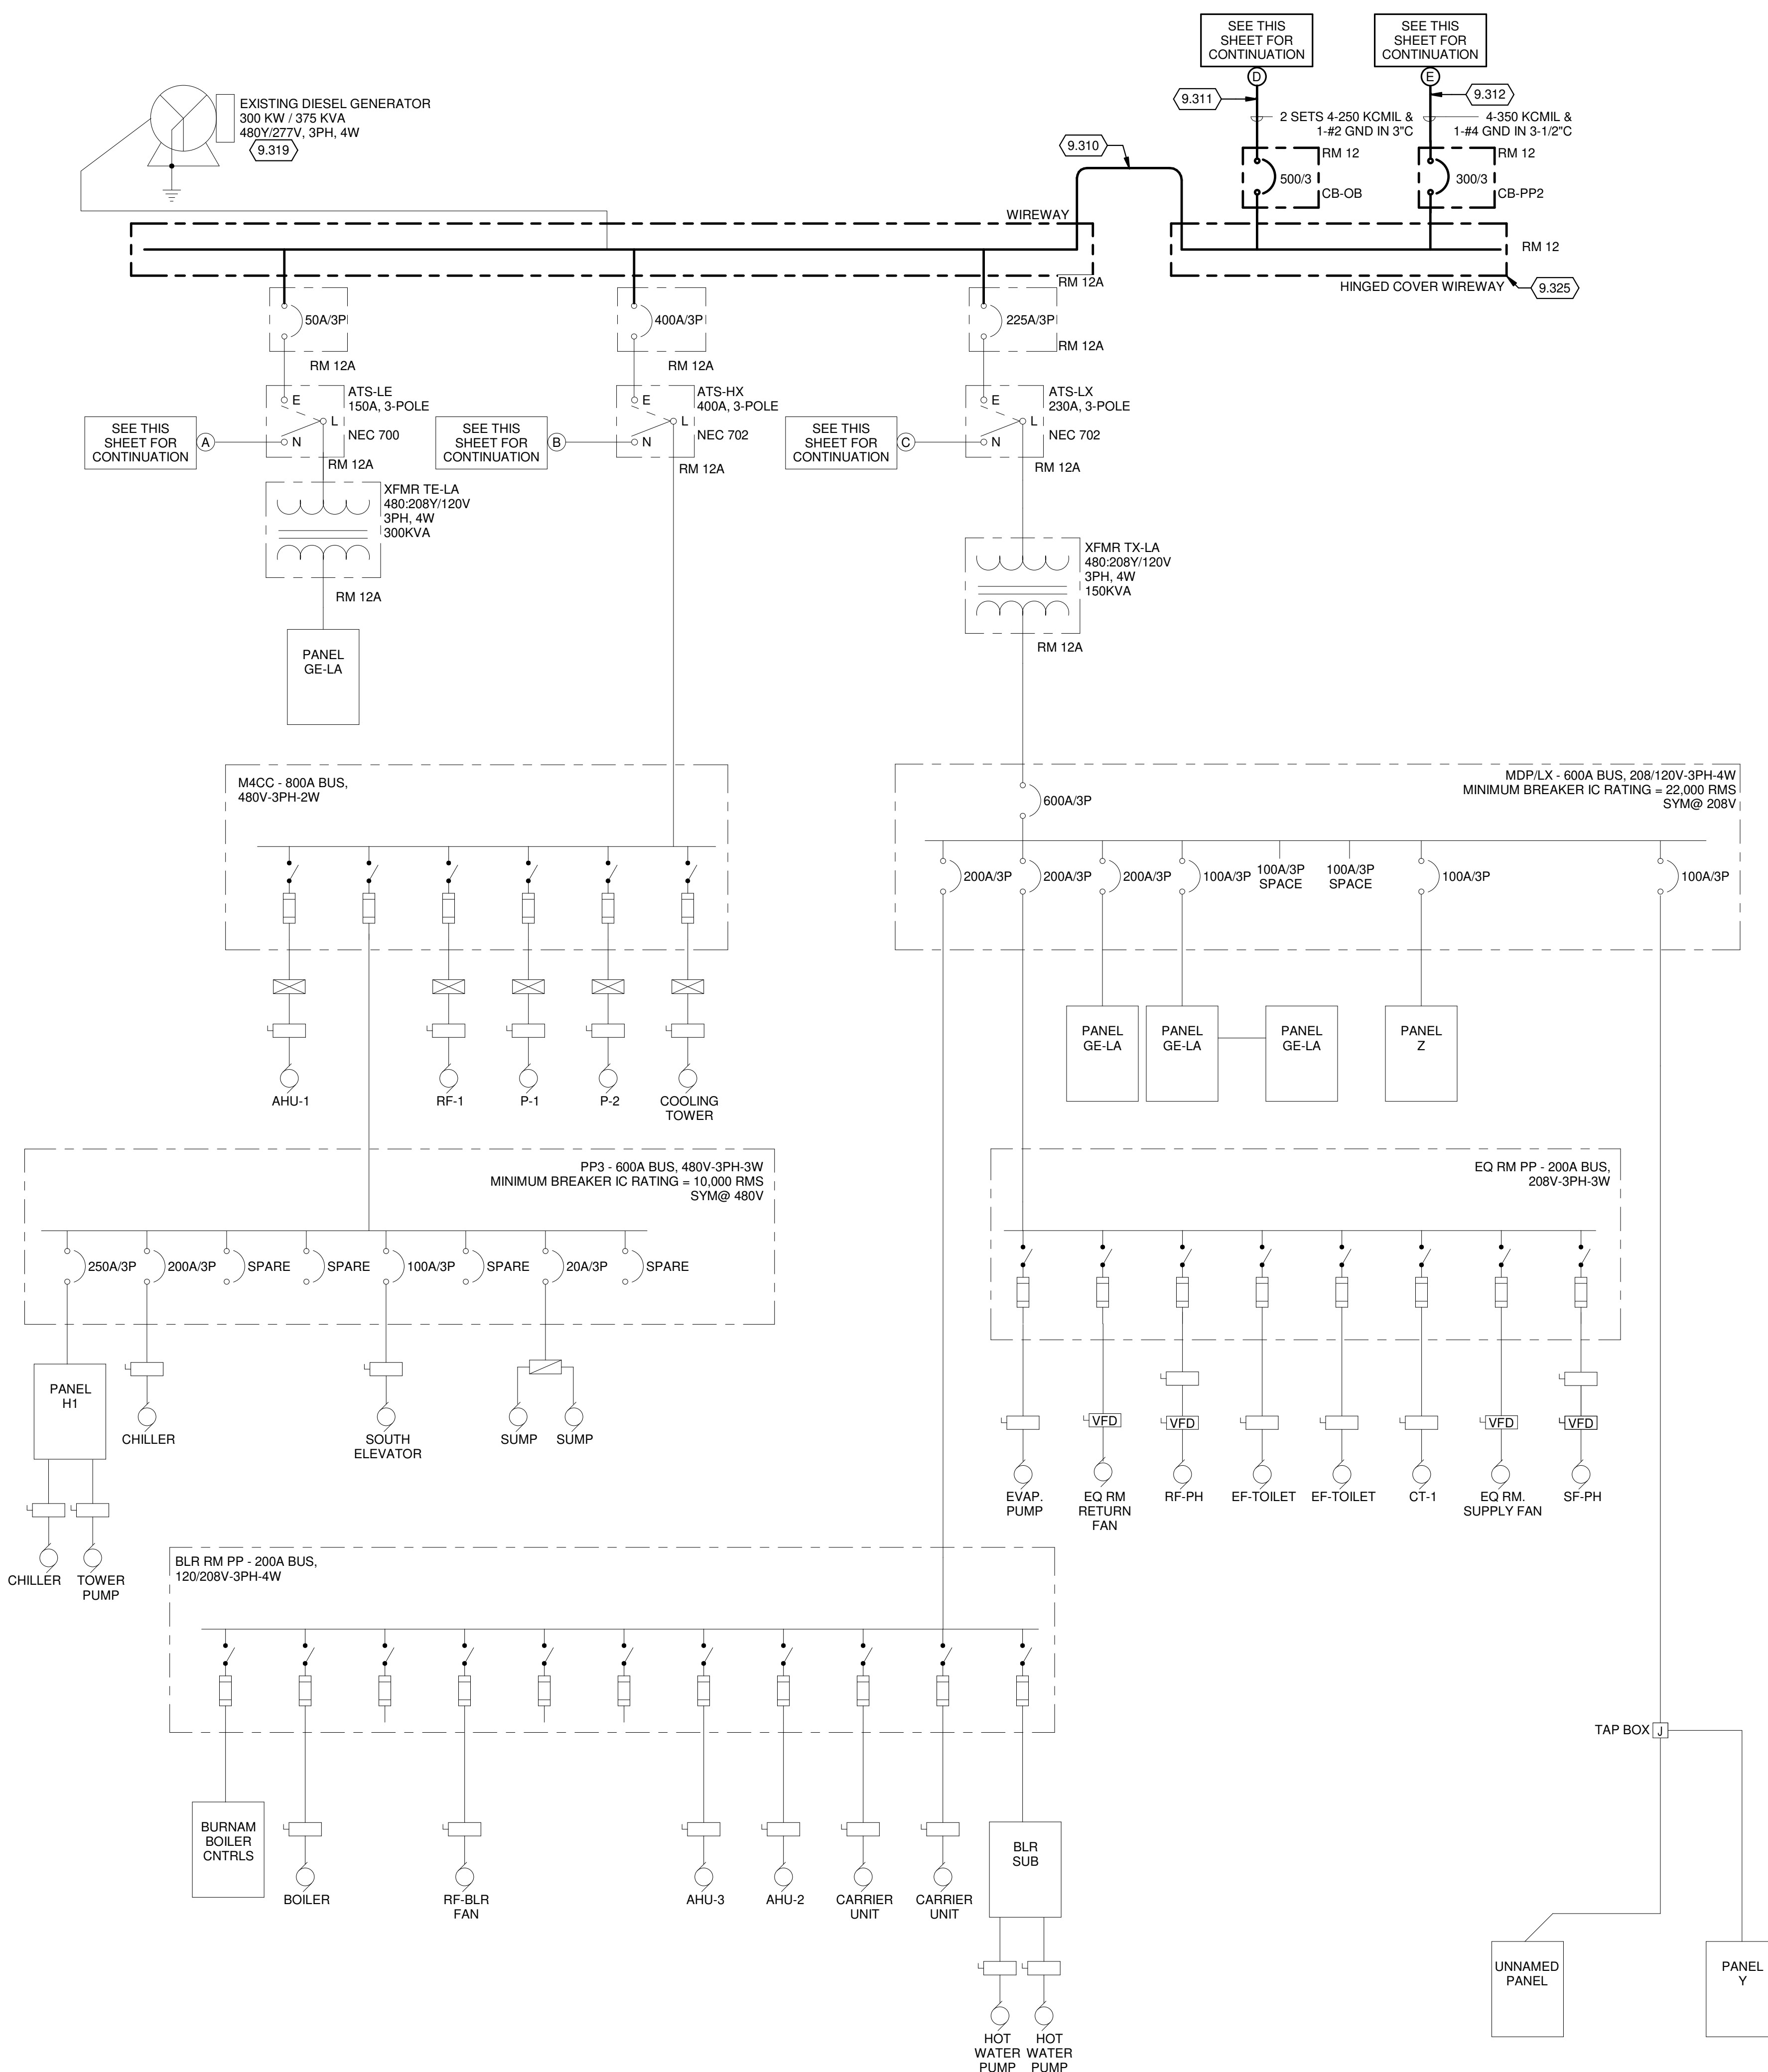 SEE THIS
SHEET FOR
CONTINUATION
SEE THIS
SHEET FOR
CONTINUATION
D
E
9.311
9.312
2 SETS 4-250 KCMIL &
1-#2 GND IN 3"C
4-350 KCMIL &
1-#4 GND IN 3-1/2"C
EXISTING DIESEL GENERATOR
300 KW / 375 KVA
480Y/277V, 3PH, 4W
9.319
9.310
RM 12
500/3
CB-OB
RM 12
300/3
CB-PP2
WIREWAY
RM 12
RM 12A
HINGED COVER WIREWAY
9.325
50A/3P
RM 12A
400A/3P
RM 12A
225A/3P
RM 12A
SEE THIS
SHEET FOR
CONTINUATION
A
E
L
N
ATS-LE
150A, 3-POLE
NEC 700
RM 12A
SEE THIS
SHEET FOR
CONTINUATION
B
E
L
N
ATS-HX
400A, 3-POLE
NEC 702
RM 12A
SEE THIS
SHEET FOR
CONTINUATION
C
E
L
N
ATS-LX
230A, 3-POLE
NEC 702
RM 12A
XFMR TE-LA
480:208Y/120V
3PH, 4W
300KVA
RM 12A
PANEL
GE-LA
XFMR TX-LA
480:208Y/120V
3PH, 4W
150KVA
RM 12A
M4CC - 800A BUS,
480V-3PH-2W
AHU-1
RF-1
P-1
P-2
COOLING
TOWER
MDP/LX - 600A BUS, 208/120V-3PH-4W
MINIMUM BREAKER IC RATING = 22,000 RMS
SYM@ 208V
600A/3P
200A/3P
200A/3P
200A/3P
100A/3P
100A/3P
SPACE
100A/3P
SPACE
100A/3P
100A/3P
PANEL
GE-LA
PANEL
GE-LA
PANEL
GE-LA
PANEL
Z
PP3 - 600A BUS, 480V-3PH-3W
MINIMUM BREAKER IC RATING = 10,000 RMS
SYM@ 480V
250A/3P
200A/3P
SPARE
SPARE
100A/3P
SPARE
20A/3P
SPARE
PANEL
H1
CHILLER
SOUTH
ELEVATOR
SUMP
SUMP
CHILLER
TOWER
PUMP
EQ RM PP - 200A BUS,
208V-3PH-3W
VFD
VFD
VFD
VFD
EVAP.
PUMP
EQ RM
RETURN
FAN
RF-PH
EF-TOILET
EF-TOILET
CT-1
EQ RM.
SUPPLY FAN
SF-PH
BLR RM PP - 200A BUS,
120/208V-3PH-4W
BURNAM
BOILER
CNTRLS
BOILER
RF-BLR
FAN
AHU-3
AHU-2
CARRIER
UNIT
CARRIER
UNIT
BLR
SUB
HOT
WATER
PUMP
HOT
WATER
PUMP
TAP BOX
J
UNNAMED
PANEL
PANEL
Y